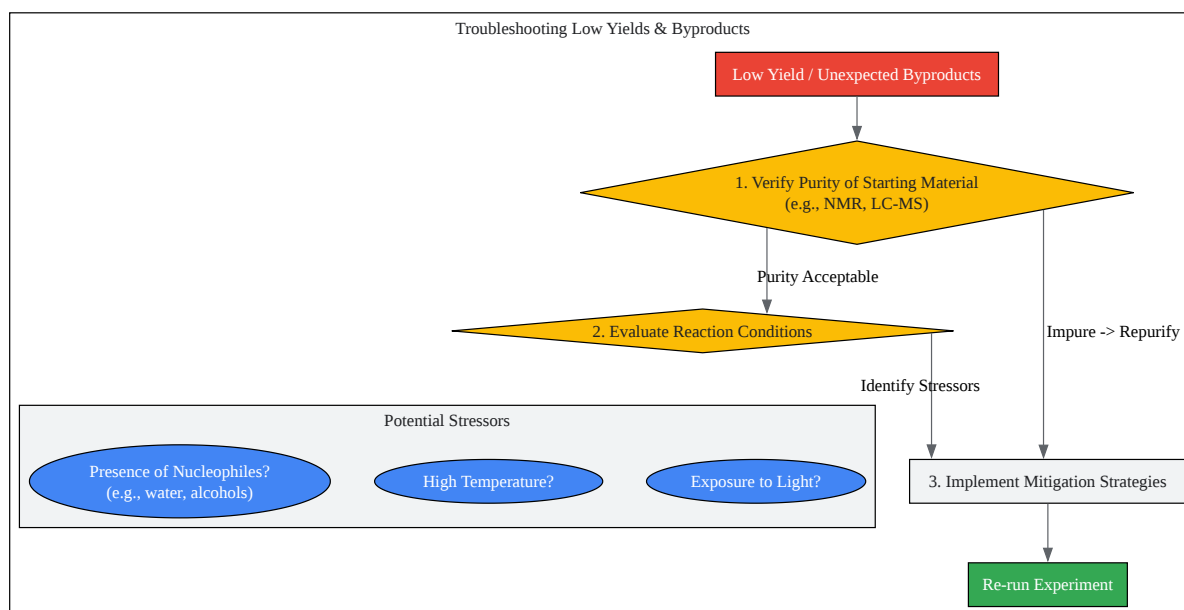 Troubleshooting Low Yields & Byproducts
Low Yield / Unexpected Byproducts
1. Verify Purity of Starting Material
(e.g., NMR, LC-MS)
Purity Acceptable
2. Evaluate Reaction Conditions
Impure -> Repurify
Identify Stressors
Potential Stressors
Presence of Nucleophiles?
(e.g., water, alcohols)
High Temperature?
Exposure to Light?
3. Implement Mitigation Strategies
Re-run Experiment